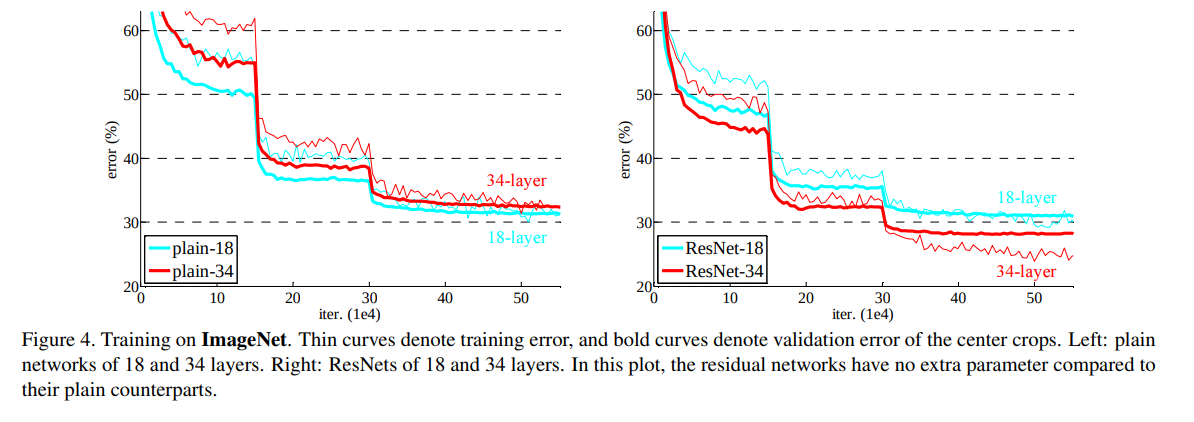 60
50
40
30
20
error (%)
34-layer
18-layer
plain-18
plain-34
0 10 20 30 40 50
iter. (1e4)
60
50
40
30
20
error (%)
18-layer
34-layer
ResNet-18
ResNet-34
0 10 20 30 40 50
iter. (1e4)
Figure 4. Training on ImageNet. Thin curves denote training error, and bold curves denote validation error of the center crops. Left: plain
networks of 18 and 34 layers. Right: ResNets of 18 and 34 layers. In this plot, the residual networks have no extra parameter compared to
their plain counterparts.